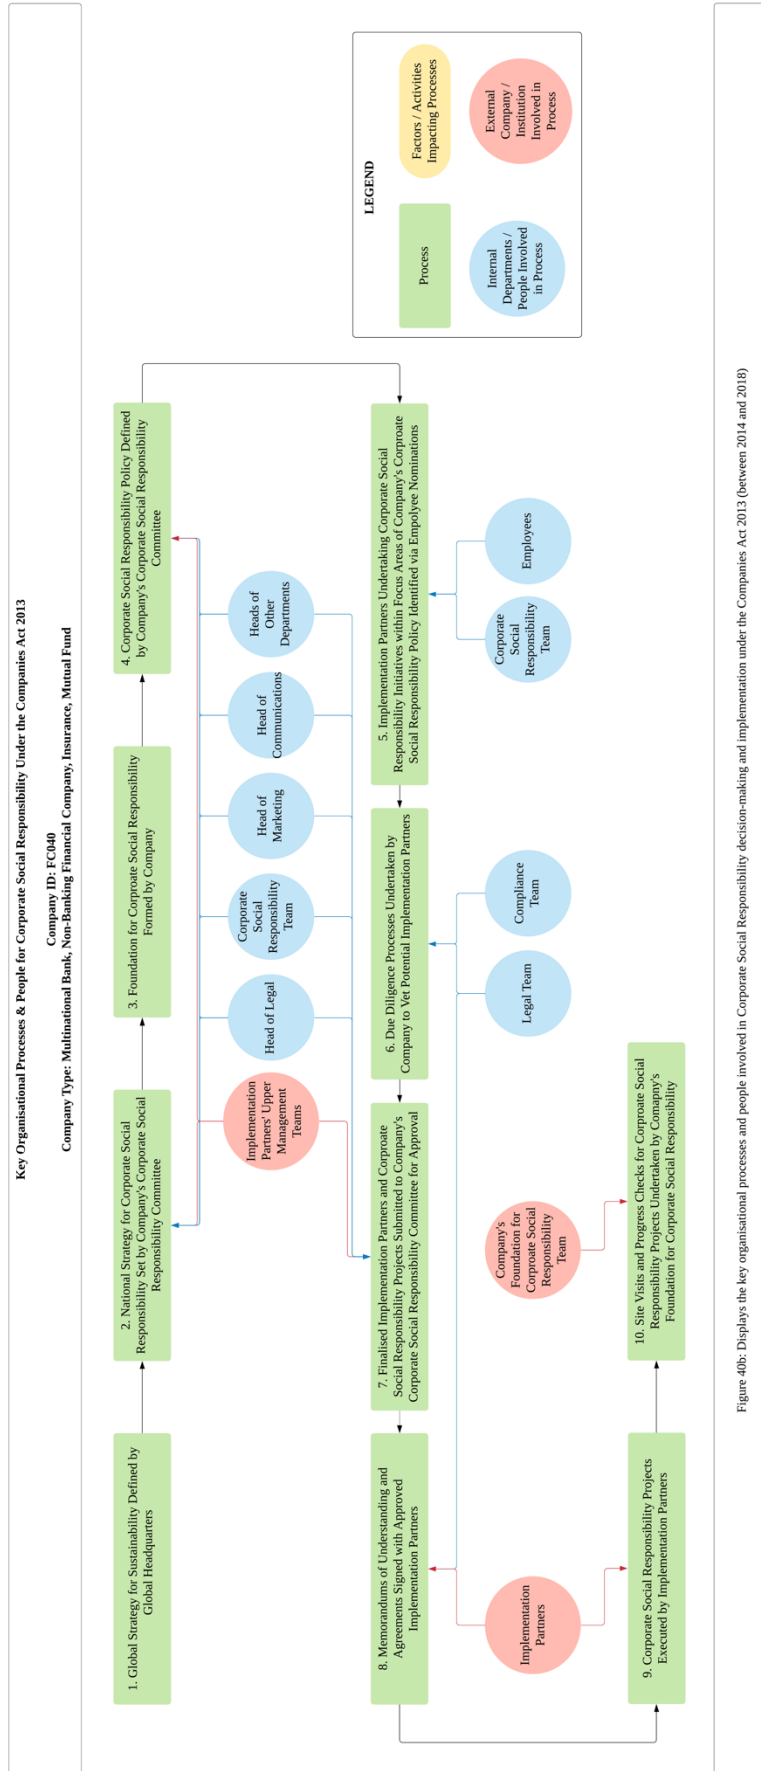 Key Organisational Processes & People for Corporate Social Responsibility Under the Companies Act 2013
Company ID: FC040
Company Type: Multinational Bank, Non-Banking Financial Company, Insurance, Mutual Fund
1. Global Strategy for Sustainability Defined by
Global Headquarters
2. National Strategy for Corporate Social
Responsibility Set by Company's Corporate Social
Responsibility Committee
3. Foundation for Corproate Social Responsibility
Formed by Company
4. Corporate Social Responsibility Policy Defined
by Company's Corporate Social Responsibility
Committee
Implementation
Partners' Upper
Management
Teams
Head of Legal
Corporate
Social
Responsibility
Team
Head of
Marketing
Head of
Communications
Heads of
Other
Departments
LEGEND
Process
Factors / Activities
Impacting Processes
Internal
Departments /
People Involved
in Process
External
Company /
Institution
Involved in
Process
8. Memorandums of Understanding and
Agreements Signed with Approved
Implementation Partners
7. Finalised Implementation Partners and Corproate
Social Responsibility Projects Submitted to Company's
Corporate Social Responsibility Committee for Approval
6. Due Diligence Processes Undertaken by
Company to Vet Potential Implementation Partners
5. Implementation Partners Undertaking Corporate Social
Responsibility Initiatives within Focus Areas of Company's Corproate
Social Responsibility Policy Identified via Empolyee Nominations
Implementation
Partners
Company's
Foundation for
Corproate Social
Responsibility
Team
Legal Team
Compliance
Team
Corporate
Social
Responsibility
Team
Employees
9. Corporate Social Responsibility Projects
Executed by Implementation Partners
10. Site Visits and Progress Checks for Corproate Social
Responsibility Projects Undertaken by Comapny's
Foundation for Corporate Social Responsibility
Figure 40b: Displays the key organisational processes and people involved in Corporate Social Responsibility decision-making and implementation under the Companies Act 2013 (between 2014 and 2018)